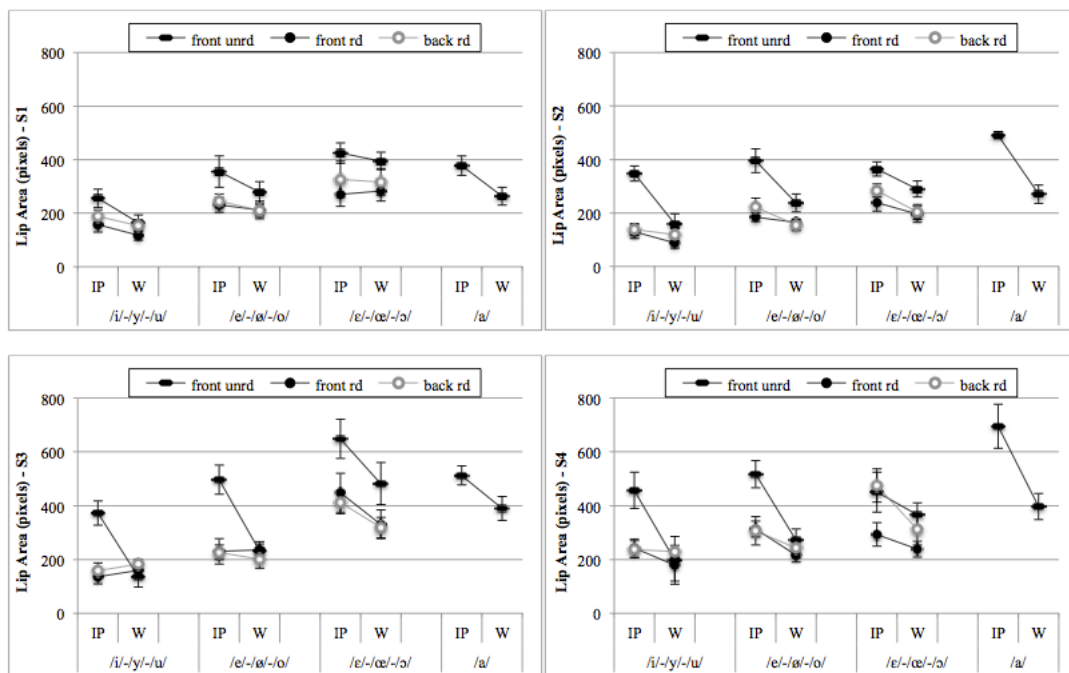 front unrd front rd back rd
800
600
400
200
0
Lip Area (pixels) - S1
IP W IP W IP W IP W
/i/-/y/-/u/ /e/-/ø/-/o/ /ɛ/-/œ/-/ɔ/ /a/
front unrd front rd back rd
800
600
400
200
0
Lip Area (pixels) - S2
IP W IP W IP W IP W
/i/-/y/-/u/ /e/-/ø/-/o/ /ɛ/-/œ/-/ɔ/ /a/
front unrd front rd back rd
800
600
400
200
0
Lip Area (pixels) - S3
IP W IP W IP W IP W
/i/-/y/-/u/ /e/-/ø/-/o/ /ɛ/-/œ/-/ɔ/ /a/
front unrd front rd back rd
800
600
400
200
0
Lip Area (pixels) - S4
IP W IP W IP W IP W
/i/-/y/-/u/ /e/-/ø/-/o/ /ɛ/-/œ/-/ɔ/ /a/